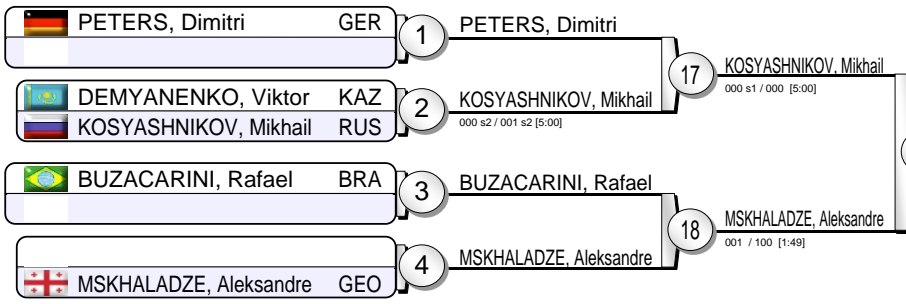 PETERS, Dimitri GER
1
PETERS, Dimitri
17
KOSYASHNIKOV, Mikhail
000 s1 / 000 [5:00]
DEMYANENKO, Viktor KAZ
KOSYASHNIKOV, Mikhail RUS
2
KOSYASHNIKOV, Mikhail
000 s2 / 001 s2 [5:00]
BUZACARINI, Rafael BRA
3
BUZACARINI, Rafael
18
MSKHALADZE, Aleksandre
001 / 100 [1:49]
MSKHALADZE, Aleksandre GEO
4
MSKHALADZE, Aleksandre